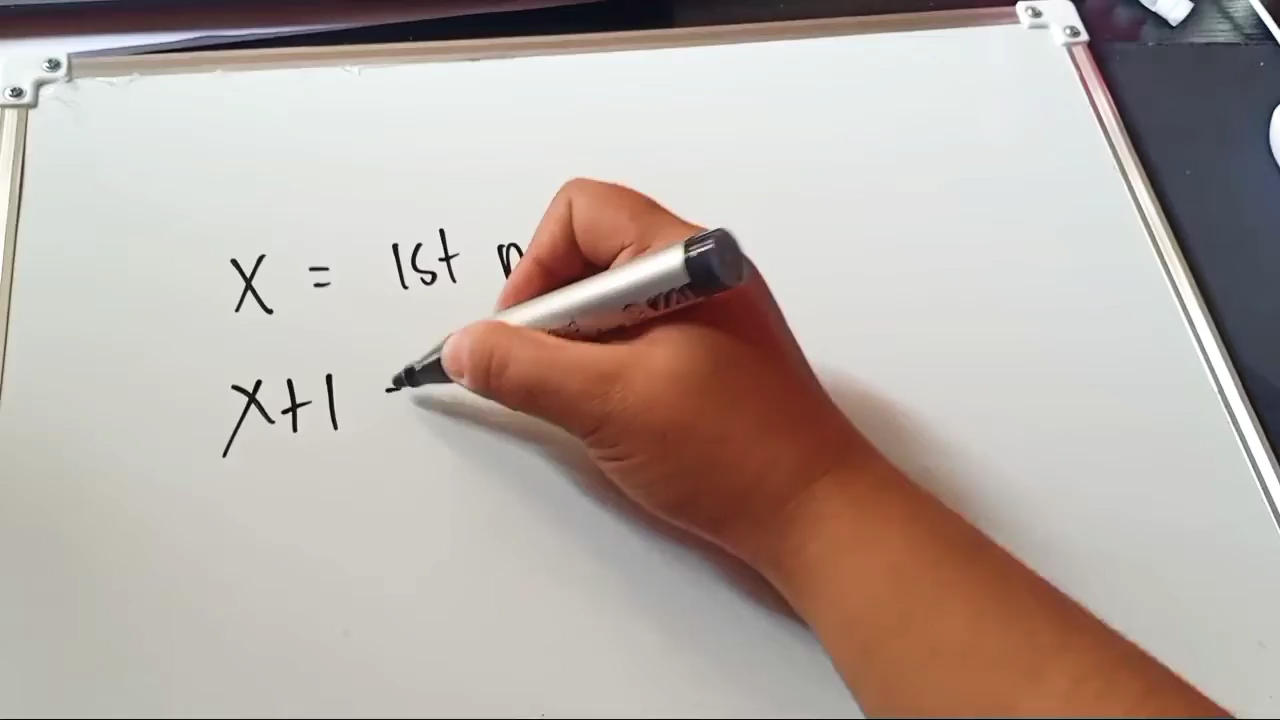 x = 1st
x+1 -